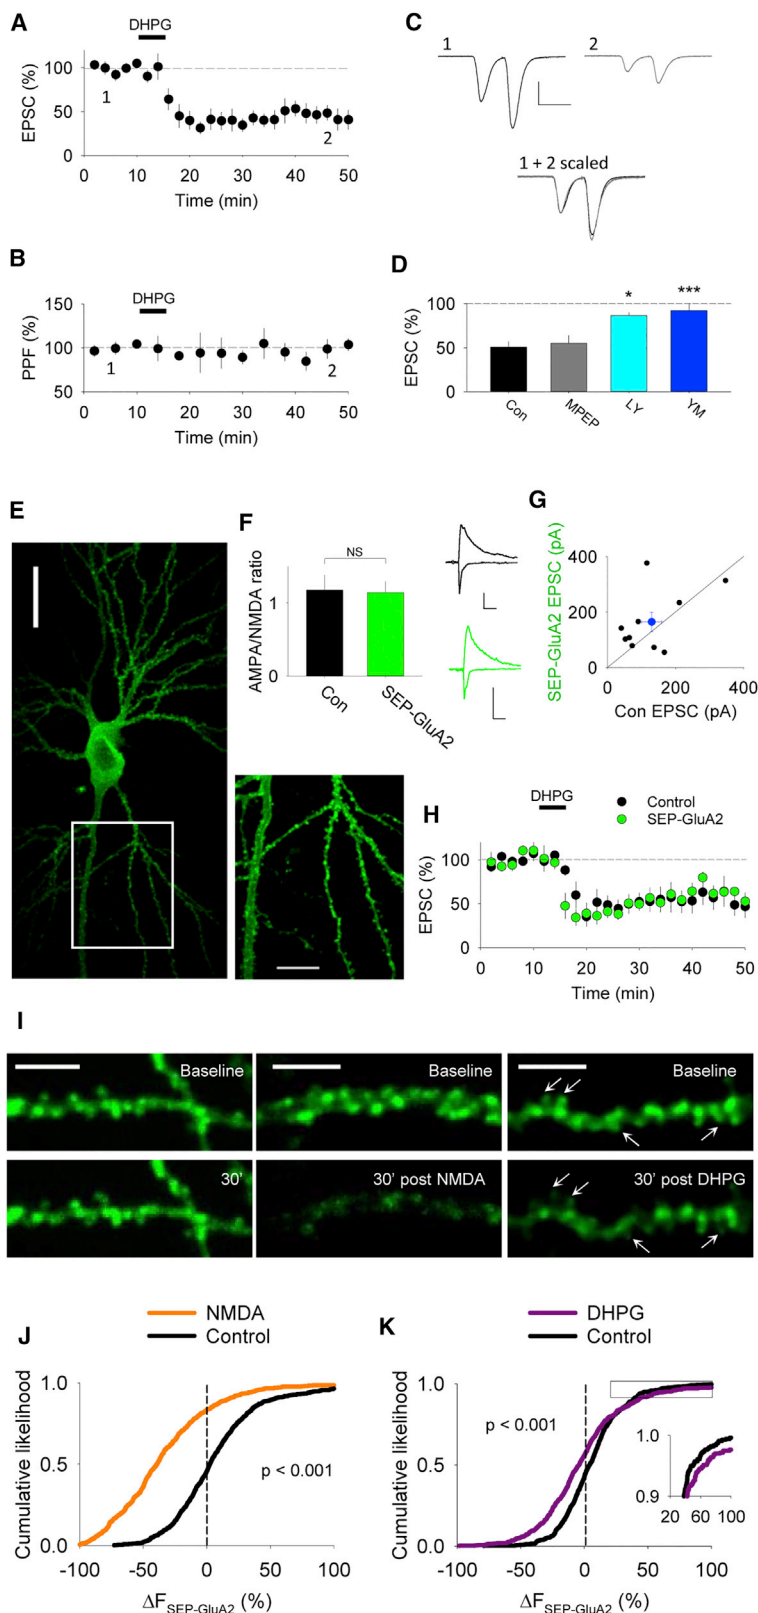 A
DHPG
EPSC (%)
100
50
0
1
2
0 10 20 30 40 50
Time (min)
B
DHPG
PPF (%)
150
100
50
1
2
0 10 20 30 40 50
Time (min)
C
1
2
1 + 2 scaled
D
* ***
EPSC (%)
100
50
0
Con MPEP LY YM
E
F
NS
AMPA/NMDA ratio
1
0
Con SEP-GluA2
G
SEP-GluA2 EPSC (pA)
400
200
0
0 200 400
Con EPSC (pA)
H
DHPG
Control
SEP-GluA2
EPSC (%)
100
50
0
0 10 20 30 40 50
Time (min)
I
Baseline
Baseline
Baseline
30'
30' post NMDA
30' post DHPG
J
NMDA
Control
Cumulative likelihood
1.0
0.5
0.0
p < 0.001
-100 -50 0 50 100
ΔFSEP-GluA2 (%)
K
DHPG
Control
Cumulative likelihood
1.0
0.5
0.0
p < 0.001
1.0
0.9
20 60 100
-100 -50 0 50 100
ΔFSEP-GluA2 (%)